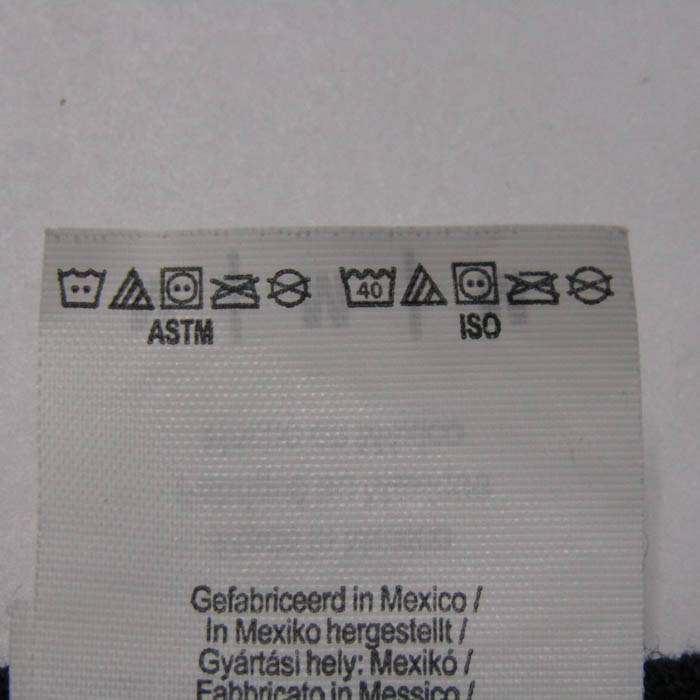 40
ASTM ISO
Gefabriceerd in Mexico /
In Mexiko hergestellt /
Gyártási hely: Mexikó /
Fabbricato in Messico /